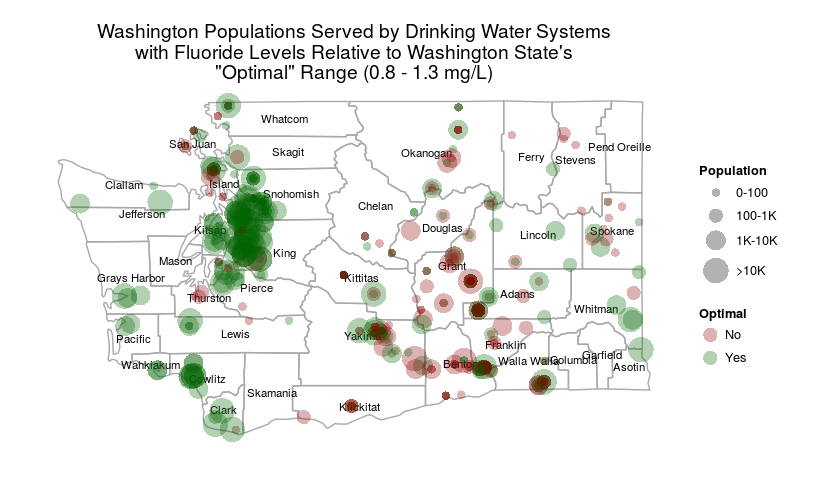 Washington Populations Served by Drinking Water Systems
with Fluoride Levels Relative to Washington State's
"Optimal" Range (0.8 - 1.3 mg/L)
Whatcom
San Juan
Skagit
Okanogan
Ferry
Stevens
Pend Oreille
Clallam
Island
Snohomish
Chelan
Jefferson
Kitsap
Douglas
Lincoln
Spokane
Mason
King
Grant
Grays Harbor
Kittitas
Pierce
Thurston
Adams
Whitman
Pacific
Lewis
Yakima
Franklin
Wahkiakum
Cowlitz
Benton
Walla Walla
Columbia
Garfield
Asotin
Skamania
Clark
Klickitat
Population
0-100
100-1K
1K-10K
>10K
Optimal
No
Yes